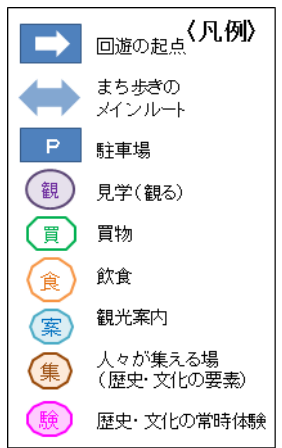 〈凡例〉
回遊の起点
まち歩きの
メインルート
P 駐車場
観 見学(観る)
買 買物
食 飲食
案 観光案内
集 人々が集える場
(歴史・文化の要素)
験 歴史・文化の常時体験